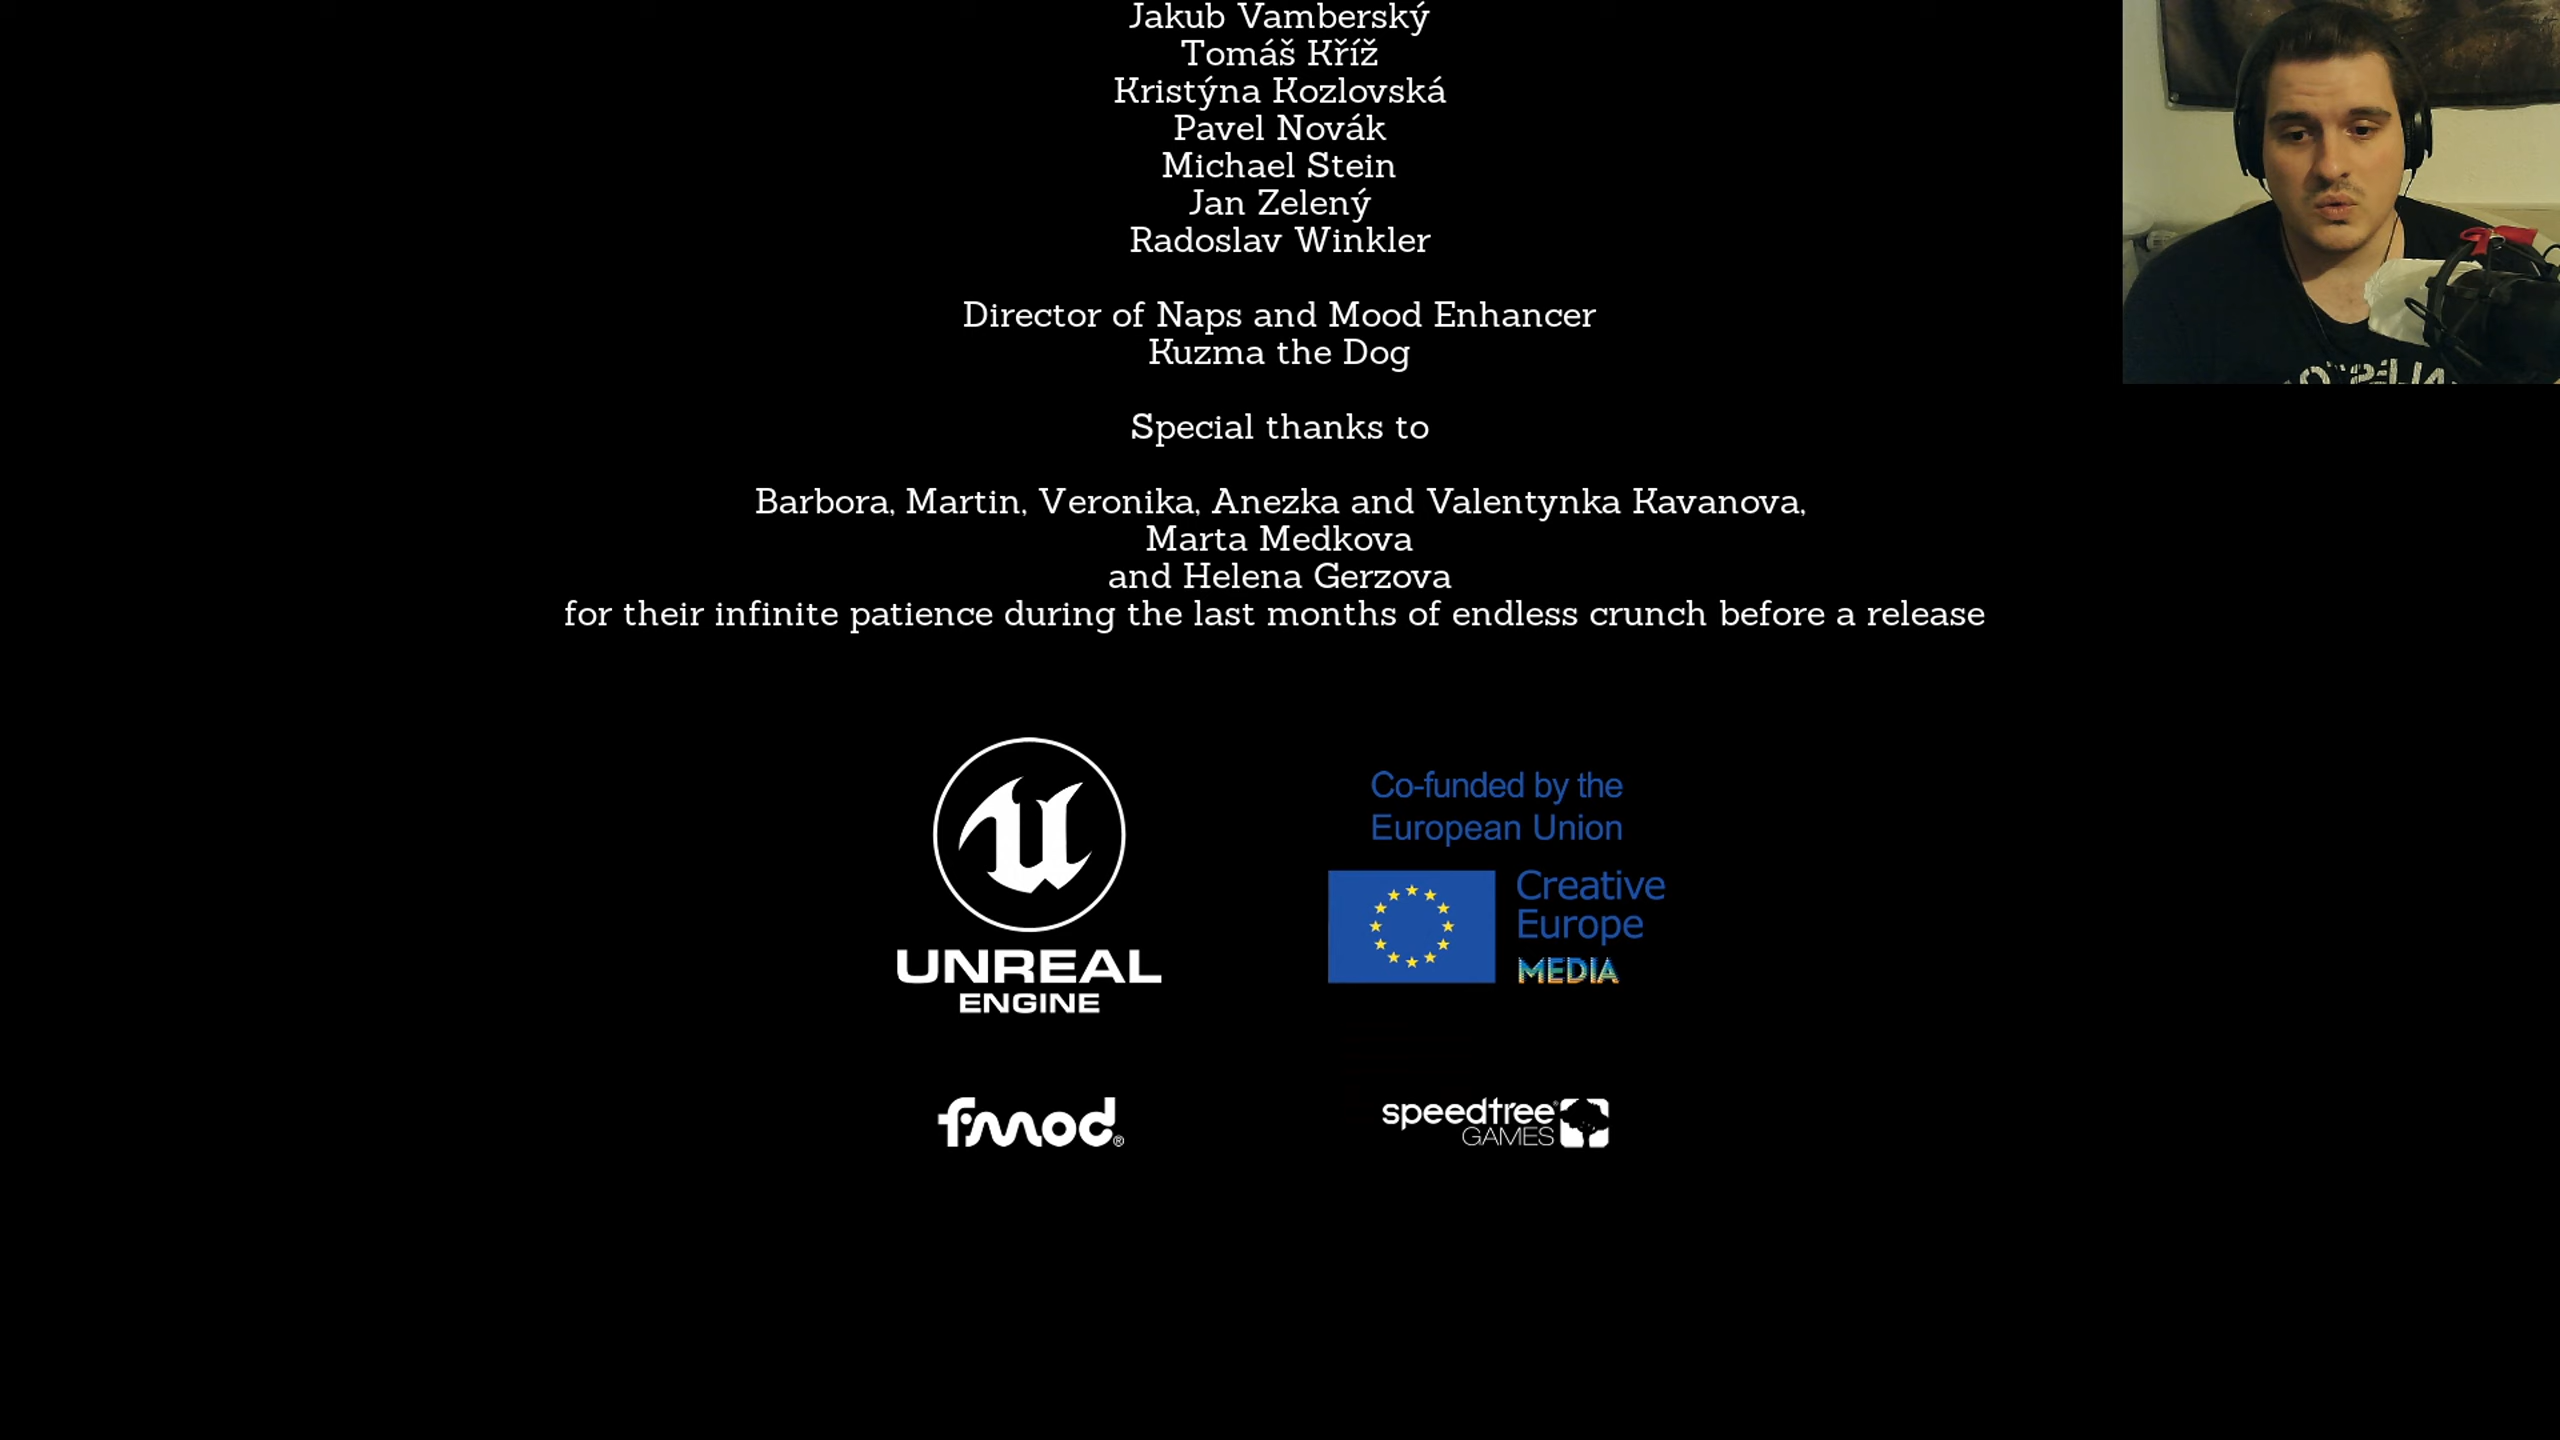 Jakub Vamberský
Tomáš Kříž
Kristýna Kozlovská
Pavel Novák
Michael Stein
Jan Zelený
Radoslav Winkler
Director of Naps and Mood Enhancer
Kuzma the Dog
Special thanks to
Barbora, Martin, Veronika, Anezka and Valentynka Kavanova,
Marta Medkova
and Helena Gerzova
for their infinite patience during the last months of endless crunch before a release
UNREAL
ENGINE
Co-funded by the
European Union
Creative
Europe
MEDIA
fmod®
speedtree®
GAMES